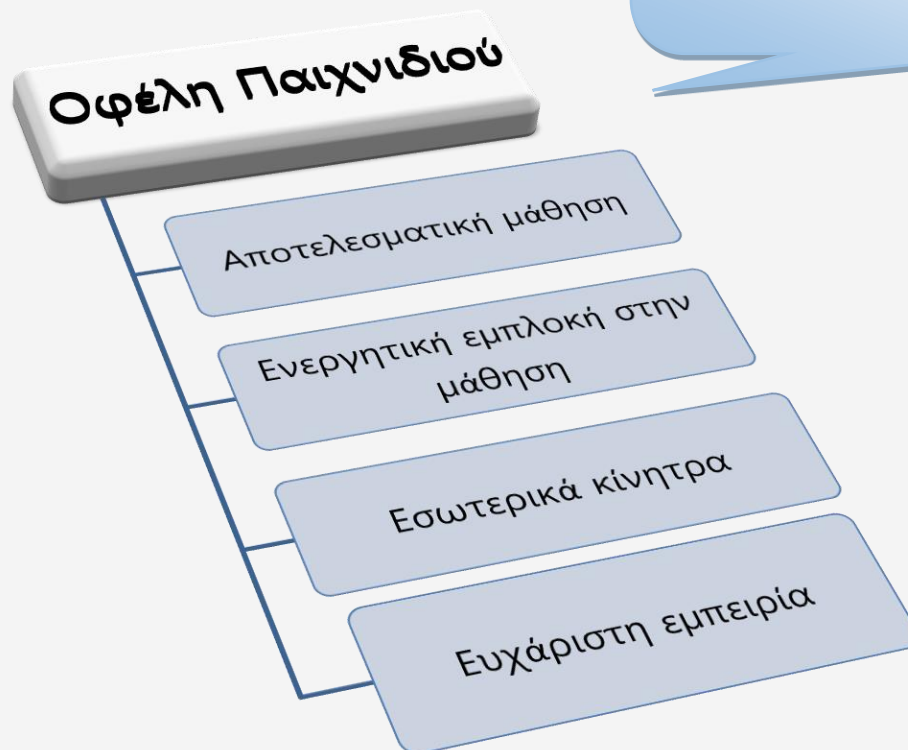 Οφέλη Παιχνιδιού
Αποτελεσματική μάθηση
Ενεργητική εμπλοκή στην
μάθηση
Εσωτερικά κίνητρα
Ευχάριστη εμπειρία